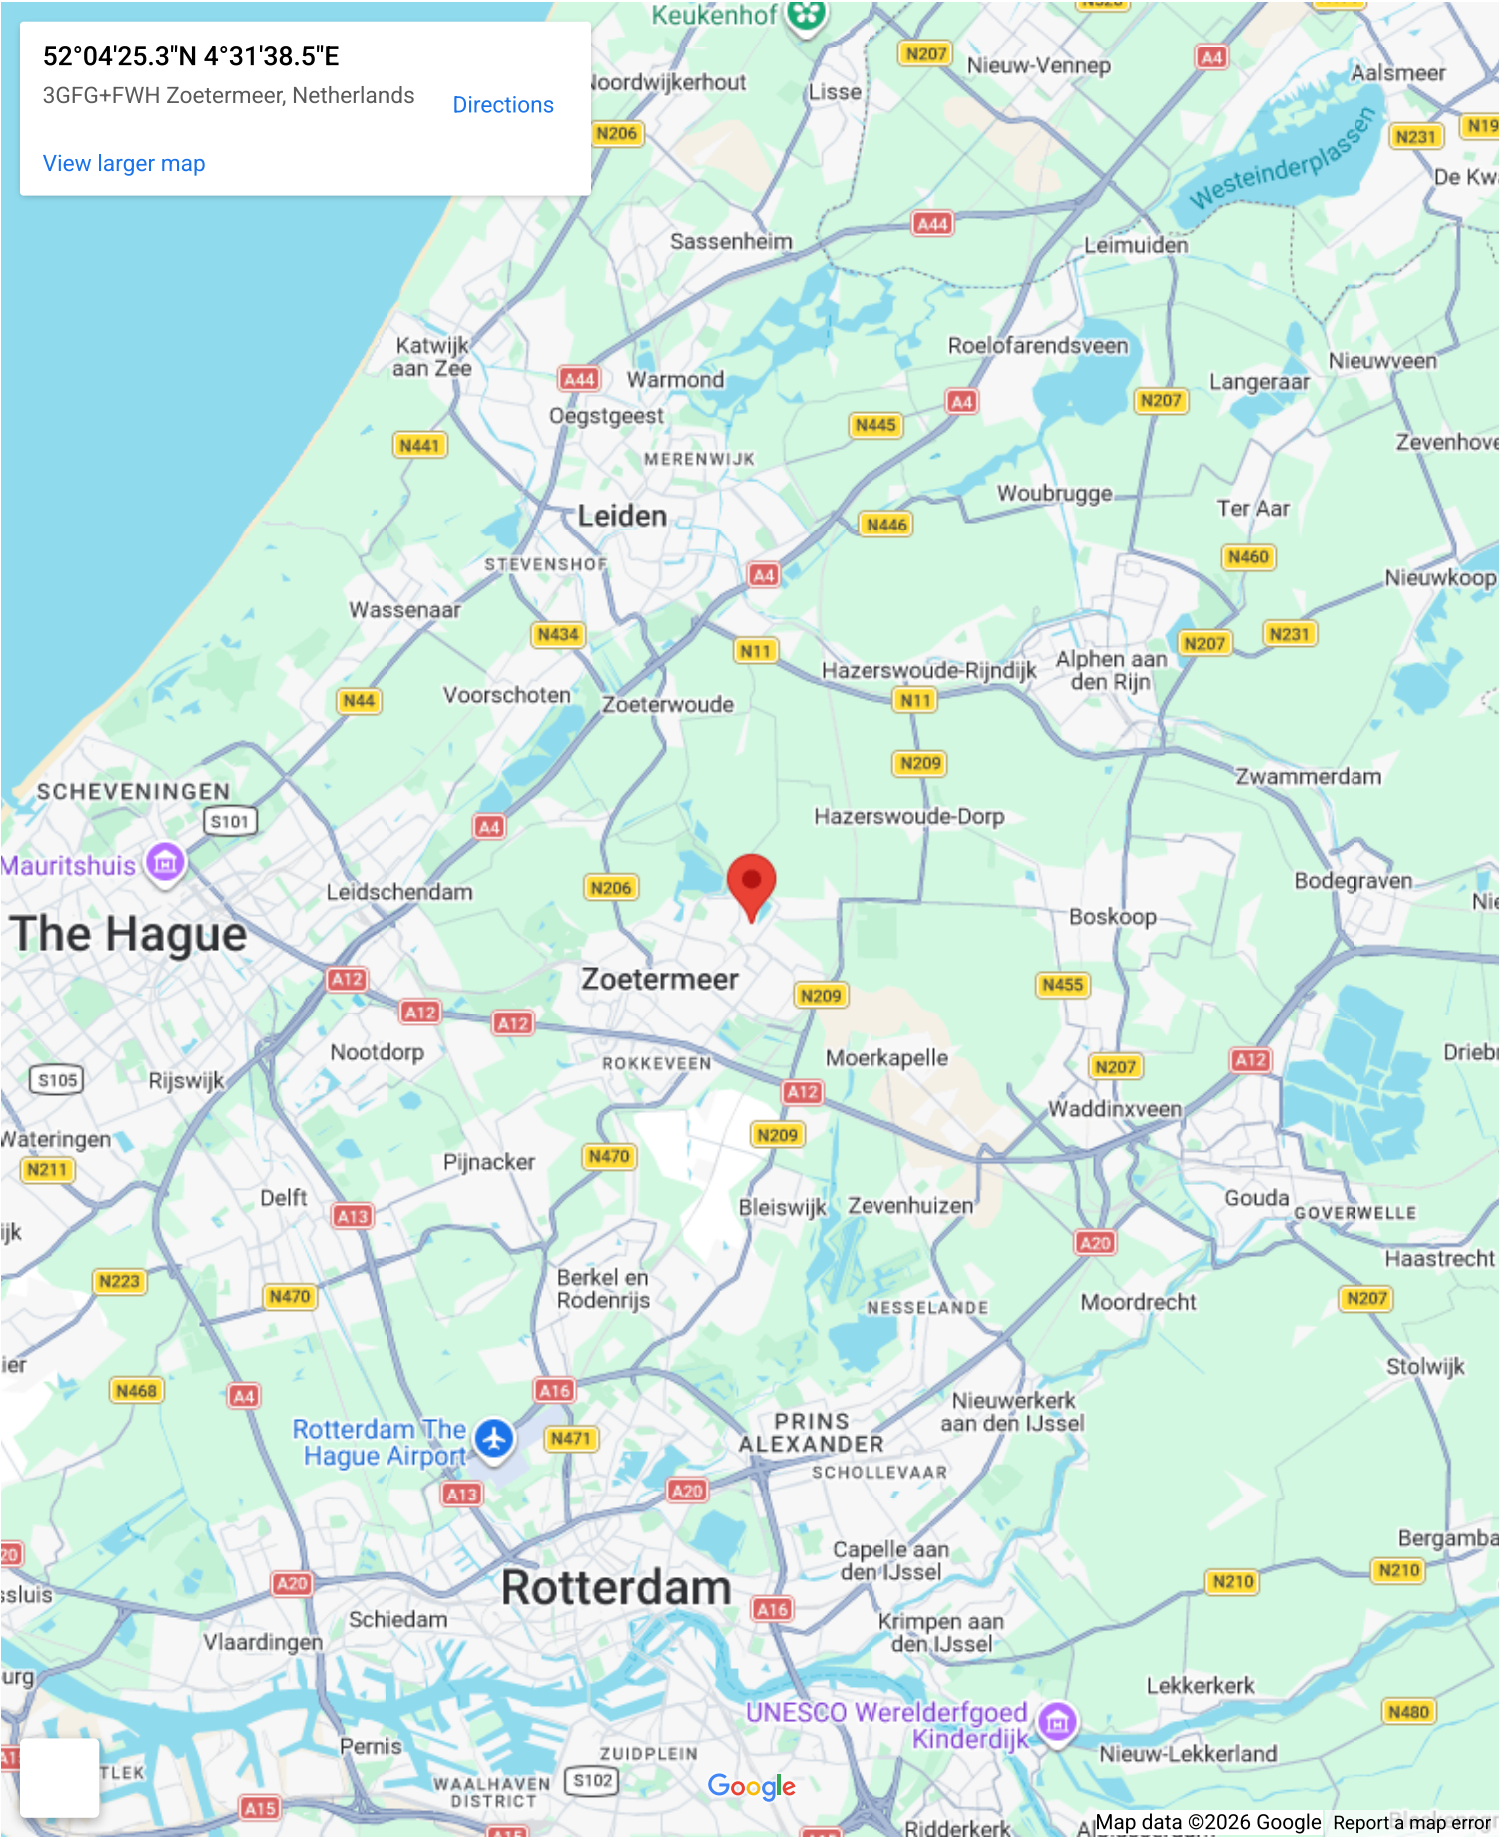 52°04'25.3"N 4°31'38.5"E
3GFG+FWH Zoetermeer, Netherlands
Directions
View larger map
Keukenhof
N207
Nieuw-Vennep
A4
Aalsmeer
Noordwijkerhout
Lisse
N206
N231
Westeinderplassen
De Kwa
A44
Sassenheim
Leimuiden
Katwijk
aan Zee
Roelofarendsveen
Nieuwveen
A44
Warmond
Langeraar
A4
N207
Oegstgeest
N445
N441
Zevenhove
MERENWIJK
Woubrugge
Leiden
Ter Aar
N446
STEVENSHOF
N460
A4
Nieuwkoop
Wassenaar
N434
N231
N207
N11
Hazerswoude-Rijndijk
Alphen aan
den Rijn
Voorschoten
N44
Zoeterwoude
N11
N209
Zwammerdam
SCHEVENINGEN
S101
Hazerswoude-Dorp
A4
Mauritshuis
Leidschendam
N206
Bodegraven
Boskoop
The Hague
A12
Zoetermeer
N209
N455
A12
A12
Nootdorp
ROKKEVEEN
Moerkapelle
A12
N207
Driebr
S105
Rijswijk
A12
Waddinxveen
Wateringen
N209
N211
Pijnacker
N470
Delft
A13
Bleiswijk
Zevenhuizen
Gouda
GOVERWELLE
ijk
A20
Haastrecht
N223
N470
Berkel en
Rodenrijs
NESSELANDE
Moordrecht
N207
ier
Stolwijk
N468
A4
A16
Nieuwerkerk
aan den IJssel
Rotterdam The
Hague Airport
N471
PRINS
ALEXANDER
SCHOLLEVAAR
A13
A20
Bergamba
20
Capelle aan
den IJssel
ssluis
A20
Rotterdam
N210
N210
A16
Schiedam
Krimpen aan
den IJssel
Vlaardingen
urg
Lekkerkerk
UNESCO Werelderfgoed
Kinderdijk
N480
Pernis
ZUIDPLEIN
Nieuw-Lekkerland
TLEK
WAALHAVEN
DISTRICT
S102
Google
A15
Ridderkerk
Map data ©2026 Google
Report a map error